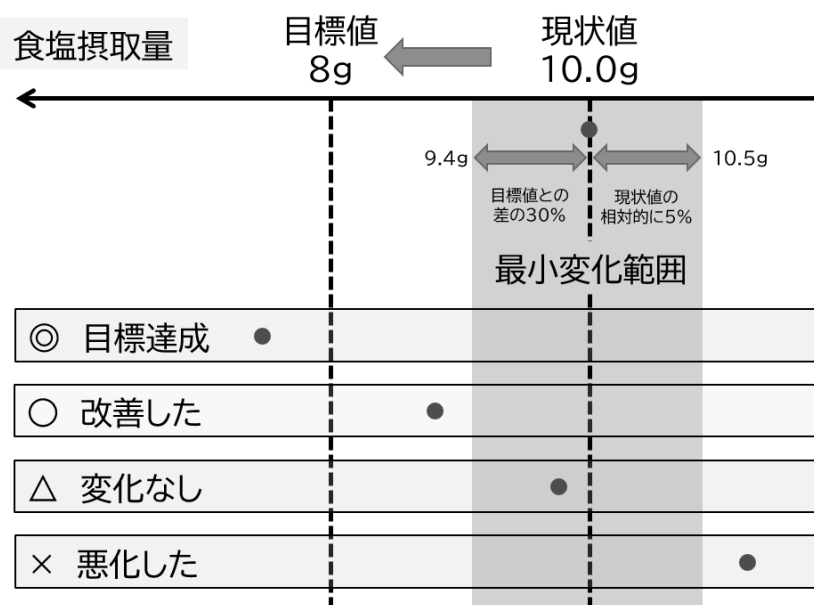 食塩摂取量
目標値
8g
現状値
10.0g
9.4g
10.5g
目標値との
差の30%
現状値の
相対的に5%
最小変化範囲
◎ 目標達成
○ 改善した
△ 変化なし
× 悪化した